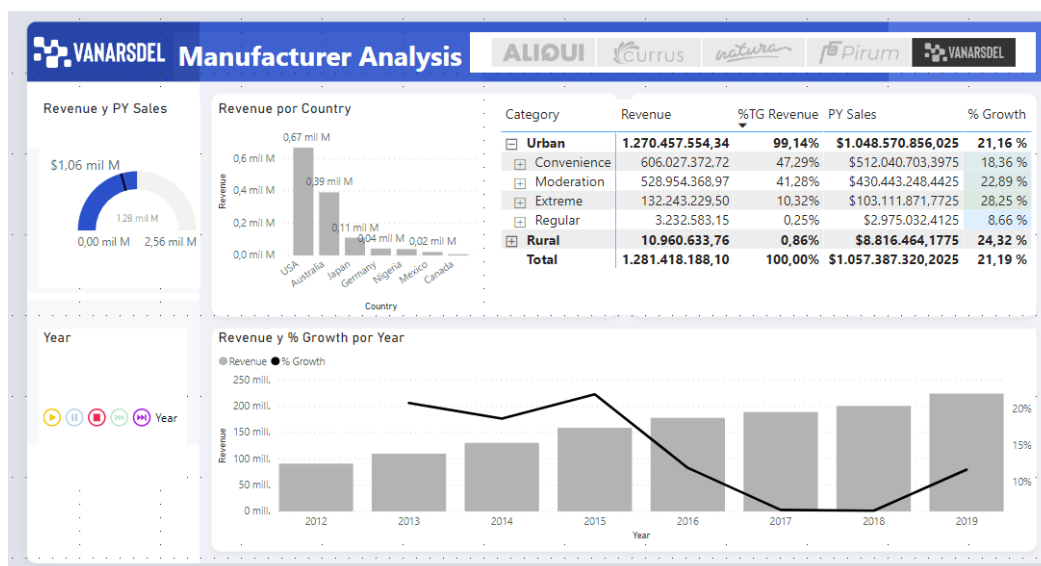 VANARSDEL
Manufacturer Analysis
ALIQUI
Currus
natura
Pirum
VANARSDEL
Revenue y PY Sales
$1,06 mil M
1.28 mil M
0,00 mil M
2,56 mil M
Revenue por Country
Revenue
0,6 mil M
0,4 mil M
0,2 mil M
0,0 mil M
0,67 mil M
0,39 mil M
0,11 mil M
0,04 mil M
0,02 mil M
USA
Australia
Japan
Germany
Nigeria
Mexico
Canada
Country
Category Revenue %TG Revenue PY Sales % Growth
Urban 1.270.457.554,34 99,14% $1.048.570.856,025 21,16 %
Convenience 606.027.372,72 47,29% $512.040.703,3975 18,36 %
Moderation 528.954.368,97 41,28% $430.443.248,4425 22,89 %
Extreme 132.243.229,50 10,32% $103.111.871,7725 28,25 %
Regular 3.232.583,15 0,25% $2.975.032,4125 8,66 %
Rural 10.960.633,76 0,86% $8.816.464,1775 24,32 %
Total 1.281.418.188,10 100,00% $1.057.387.320,2025 21,19 %
Year
Year
Revenue y % Growth por Year
Revenue % Growth
Revenue
250 mill.
200 mill.
150 mill.
100 mill.
50 mill.
0 mill.
20%
15%
10%
2012 2013 2014 2015 2016 2017 2018 2019
Year